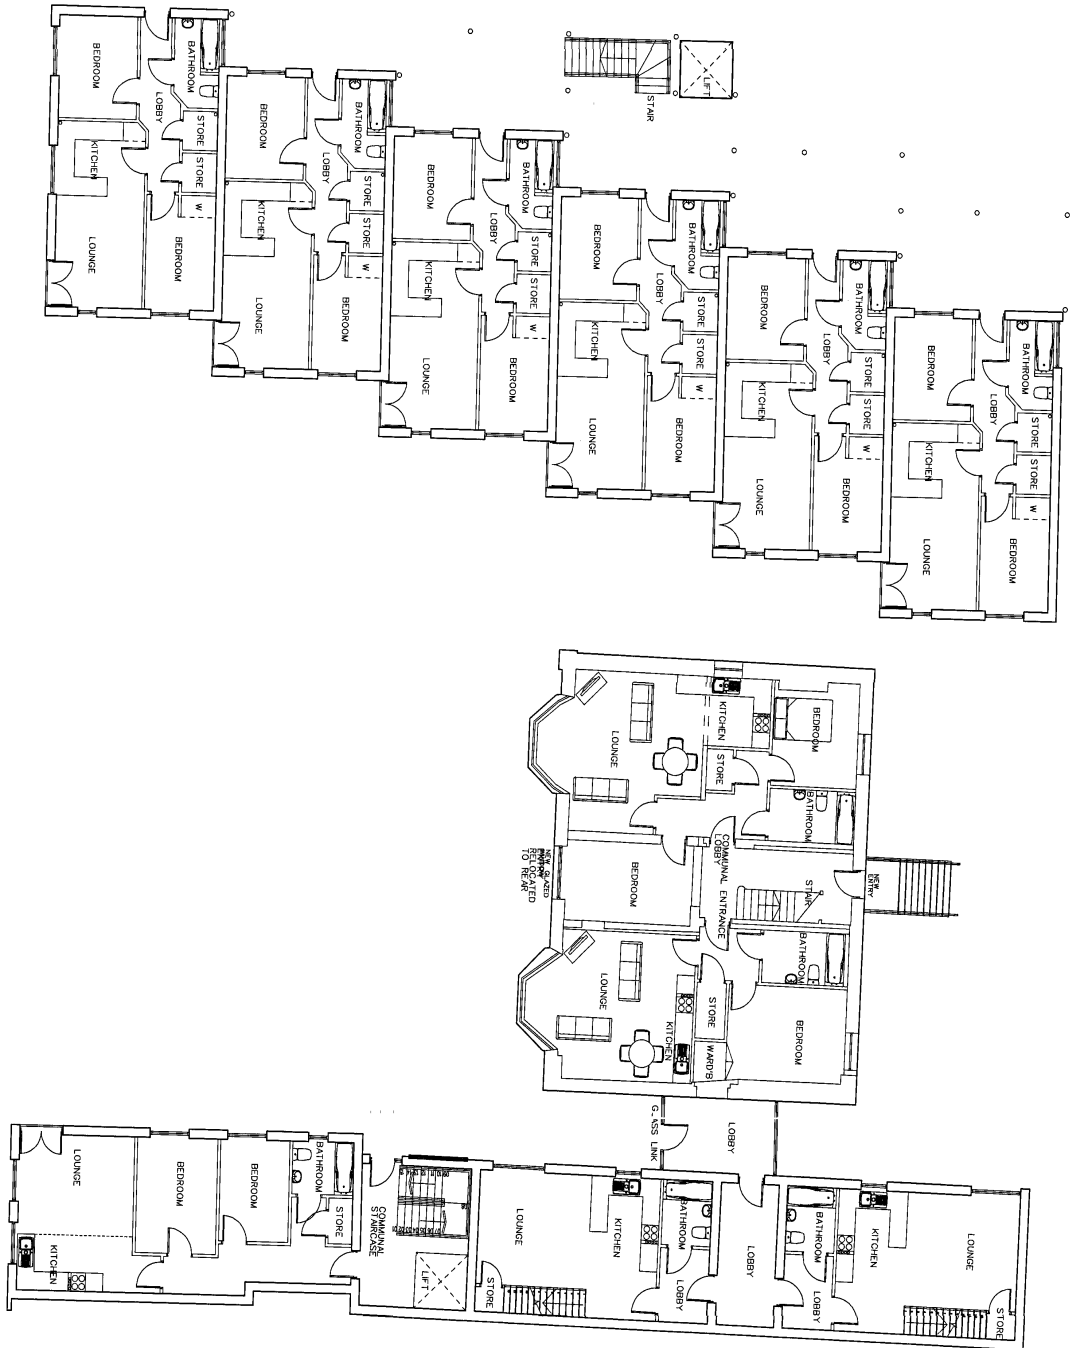 BEDROOM
BATHROOM
LOBBY
STORE
STORE
KITCHEN
W
LOUNGE
BEDROOM
BEDROOM
BATHROOM
LOBBY
STORE
STORE
KITCHEN
W
LOUNGE
BEDROOM
BEDROOM
BATHROOM
LOBBY
STORE
STORE
KITCHEN
W
LOUNGE
BEDROOM
BEDROOM
BATHROOM
LOBBY
STORE
STORE
KITCHEN
W
LOUNGE
BEDROOM
BEDROOM
BATHROOM
LOBBY
STORE
STORE
KITCHEN
W
LOUNGE
BEDROOM
BEDROOM
BATHROOM
LOBBY
STORE
STORE
KITCHEN
W
LOUNGE
BEDROOM
STAIR
LIFT
LOUNGE
KITCHEN
BEDROOM
STORE
BATHROOM
COMMUNAL ENTRANCE
LOBBY
STAIR
NEW
ENTRY
BEDROOM
NEW GLAZED
RELOCATED
TO REAR
LOUNGE
KITCHEN
STORE
WARD'B
BATHROOM
BEDROOM
GLASS LINK
LOBBY
LOUNGE
KITCHEN
BEDROOM
BEDROOM
BATHROOM
STORE
COMMUNAL
STAIRCASE
LIFT
LOUNGE
STORE
KITCHEN
BATHROOM
LOBBY
LOBBY
BATHROOM
LOBBY
KITCHEN
LOUNGE
STORE